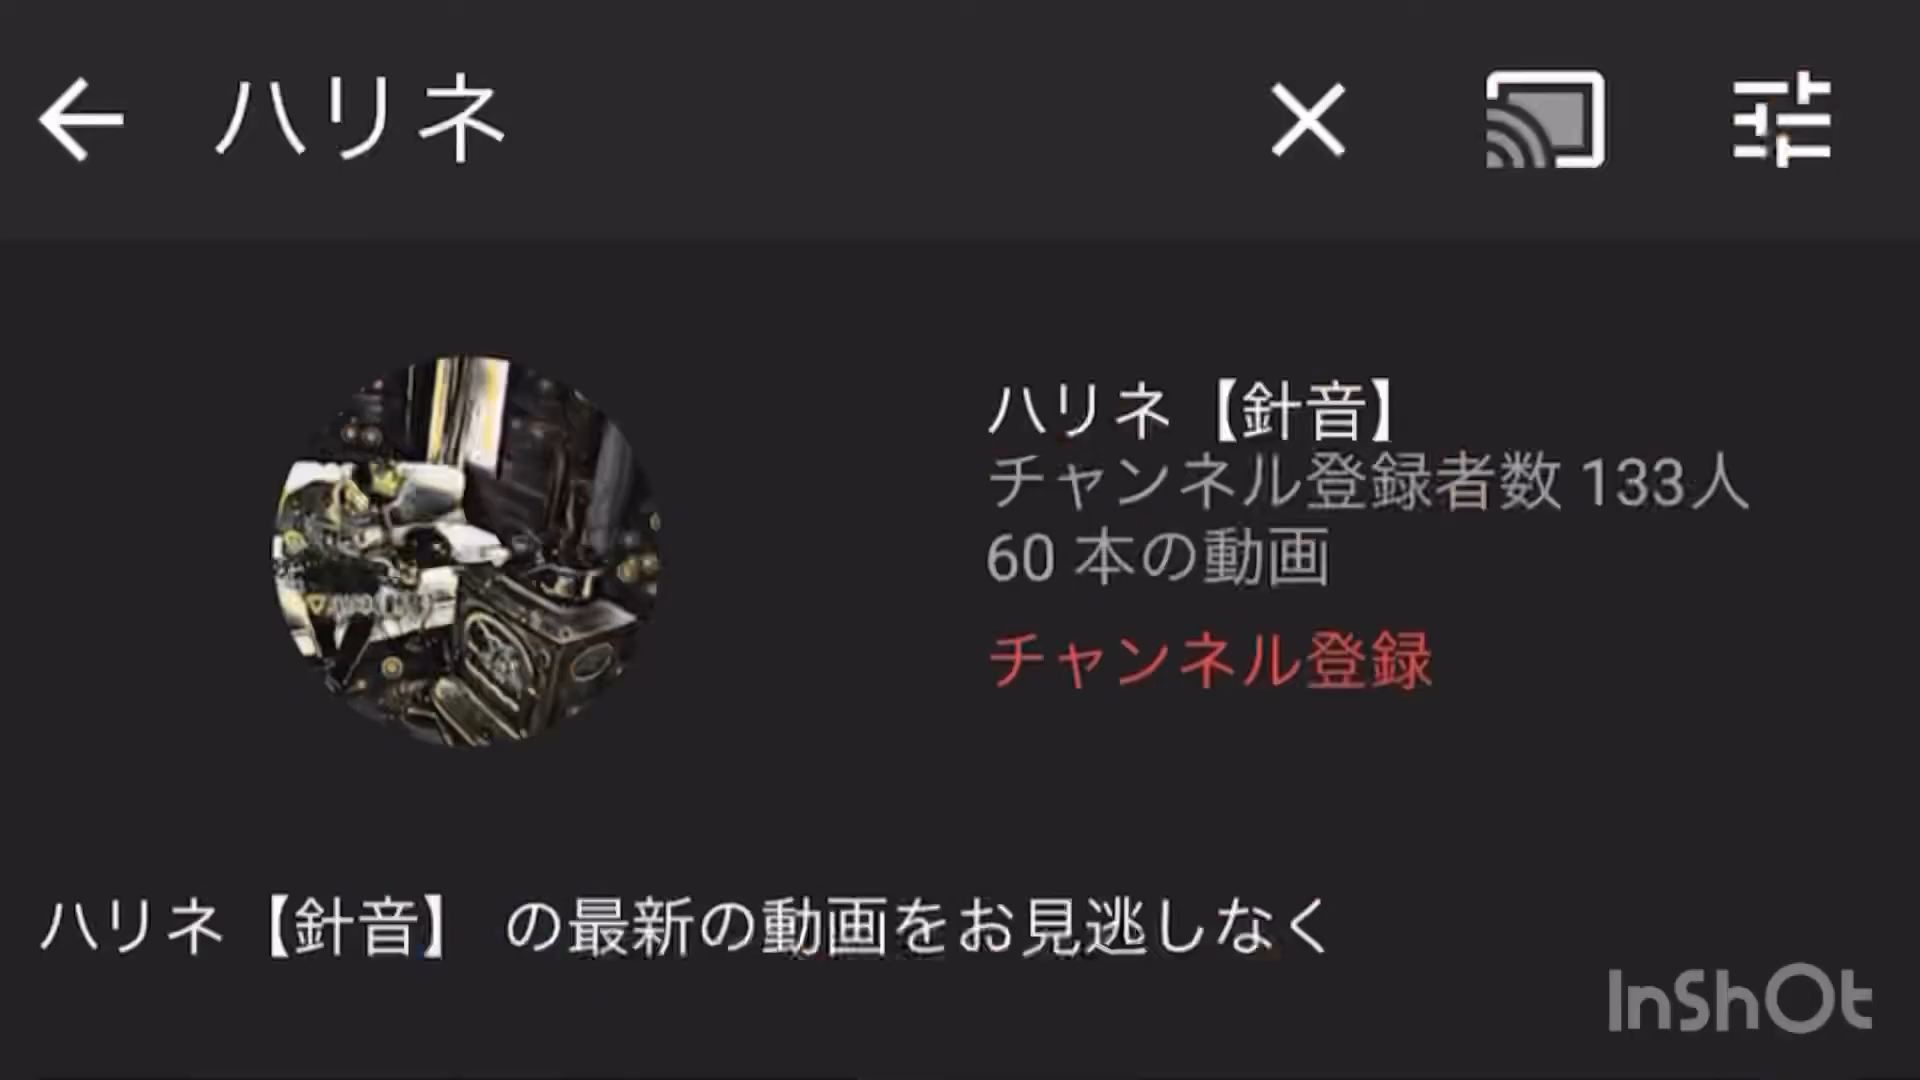 ハリネ
ハリネ【針音】
チャンネル登録者数 133人
60 本の動画
チャンネル登録
ハリネ【針音】 の最新の動画をお見逃しなく
InShOt